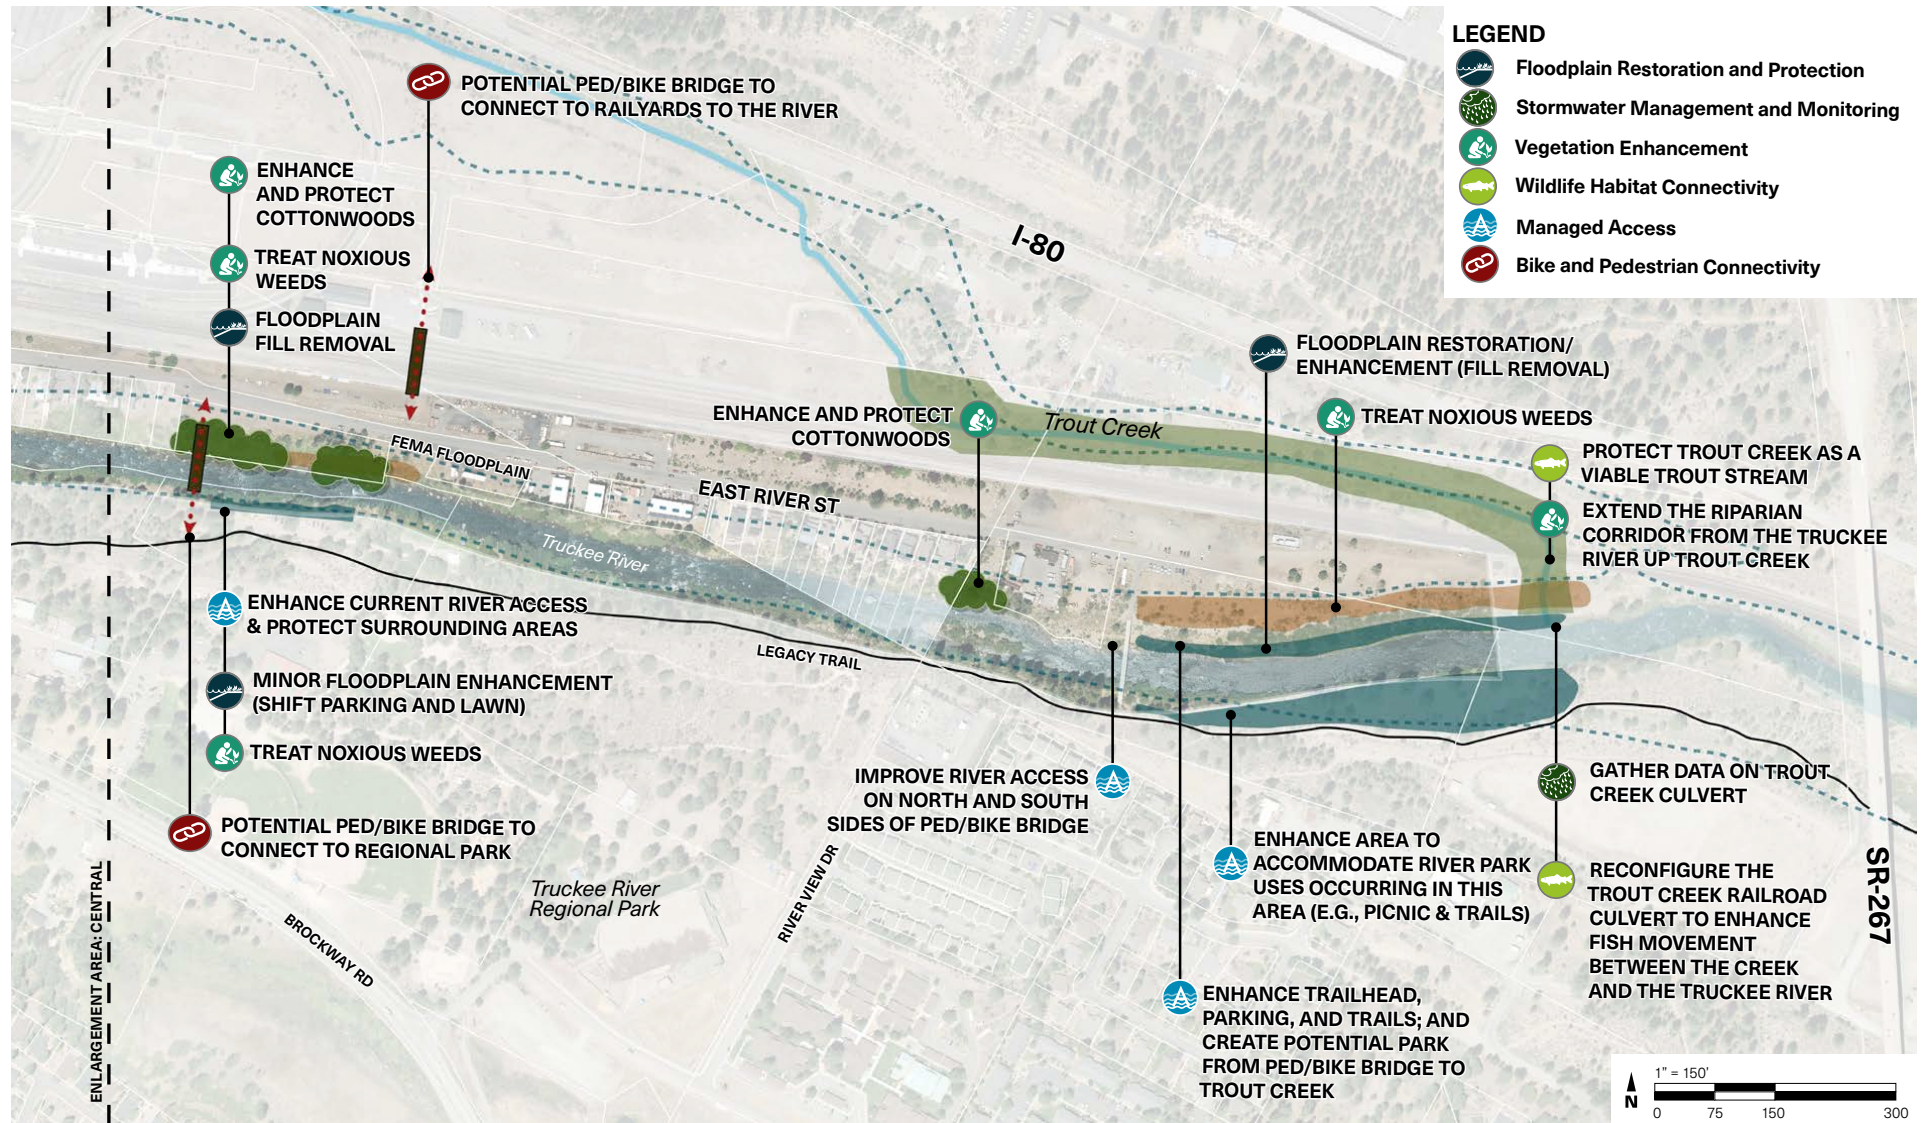 LEGEND
Floodplain Restoration and Protection
Stormwater Management and Monitoring
Vegetation Enhancement
Wildlife Habitat Connectivity
Managed Access
Bike and Pedestrian Connectivity
POTENTIAL PED/BIKE BRIDGE TO
CONNECT TO RAILYARDS TO THE RIVER
ENHANCE
AND PROTECT
COTTONWOODS
TREAT NOXIOUS
WEEDS
FLOODPLAIN
FILL REMOVAL
I-80
FLOODPLAIN RESTORATION/
ENHANCEMENT (FILL REMOVAL)
ENHANCE AND PROTECT
COTTONWOODS
Trout Creek
TREAT NOXIOUS WEEDS
PROTECT TROUT CREEK AS A
VIABLE TROUT STREAM
EXTEND THE RIPARIAN
CORRIDOR FROM THE TRUCKEE
RIVER UP TROUT CREEK
FEMA FLOODPLAIN
EAST RIVER ST
Truckee River
LEGACY TRAIL
ENHANCE CURRENT RIVER ACCESS
& PROTECT SURROUNDING AREAS
MINOR FLOODPLAIN ENHANCEMENT
(SHIFT PARKING AND LAWN)
TREAT NOXIOUS WEEDS
POTENTIAL PED/BIKE BRIDGE TO
CONNECT TO REGIONAL PARK
IMPROVE RIVER ACCESS
ON NORTH AND SOUTH
SIDES OF PED/BIKE BRIDGE
ENHANCE AREA TO
ACCOMMODATE RIVER PARK
USES OCCURRING IN THIS
AREA (E.G., PICNIC & TRAILS)
GATHER DATA ON TROUT
CREEK CULVERT
RECONFIGURE THE
TROUT CREEK RAILROAD
CULVERT TO ENHANCE
FISH MOVEMENT
BETWEEN THE CREEK
AND THE TRUCKEE RIVER
SR-267
ENHANCE TRAILHEAD,
PARKING, AND TRAILS; AND
CREATE POTENTIAL PARK
FROM PED/BIKE BRIDGE TO
TROUT CREEK
Truckee River
Regional Park
RIVER VIEW DR
BROCKWAY RD
ENLARGEMENT AREA: CENTRAL
1" = 150'
N
0 75 150 300